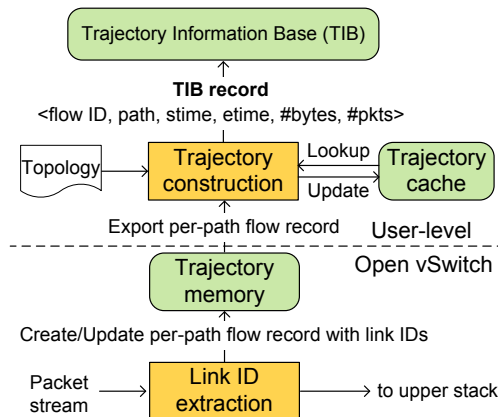 Trajectory Information Base (TIB)
TIB record
<flow ID, path, stime, etime, #bytes, #pkts>
Topology
Trajectory
construction
Lookup
Update
Trajectory
cache
Export per-path flow record
User-level
Open vSwitch
Trajectory
memory
Create/Update per-path flow record with link IDs
Packet
stream
Link ID
extraction
to upper stack